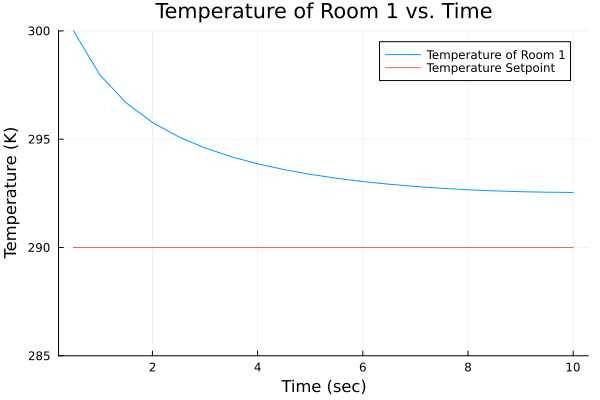 Temperature of Room 1 vs. Time
Temperature of Room 1
Temperature Setpoint
Temperature (K)
300
295
290
285
2 4 6 8 10
Time (sec)